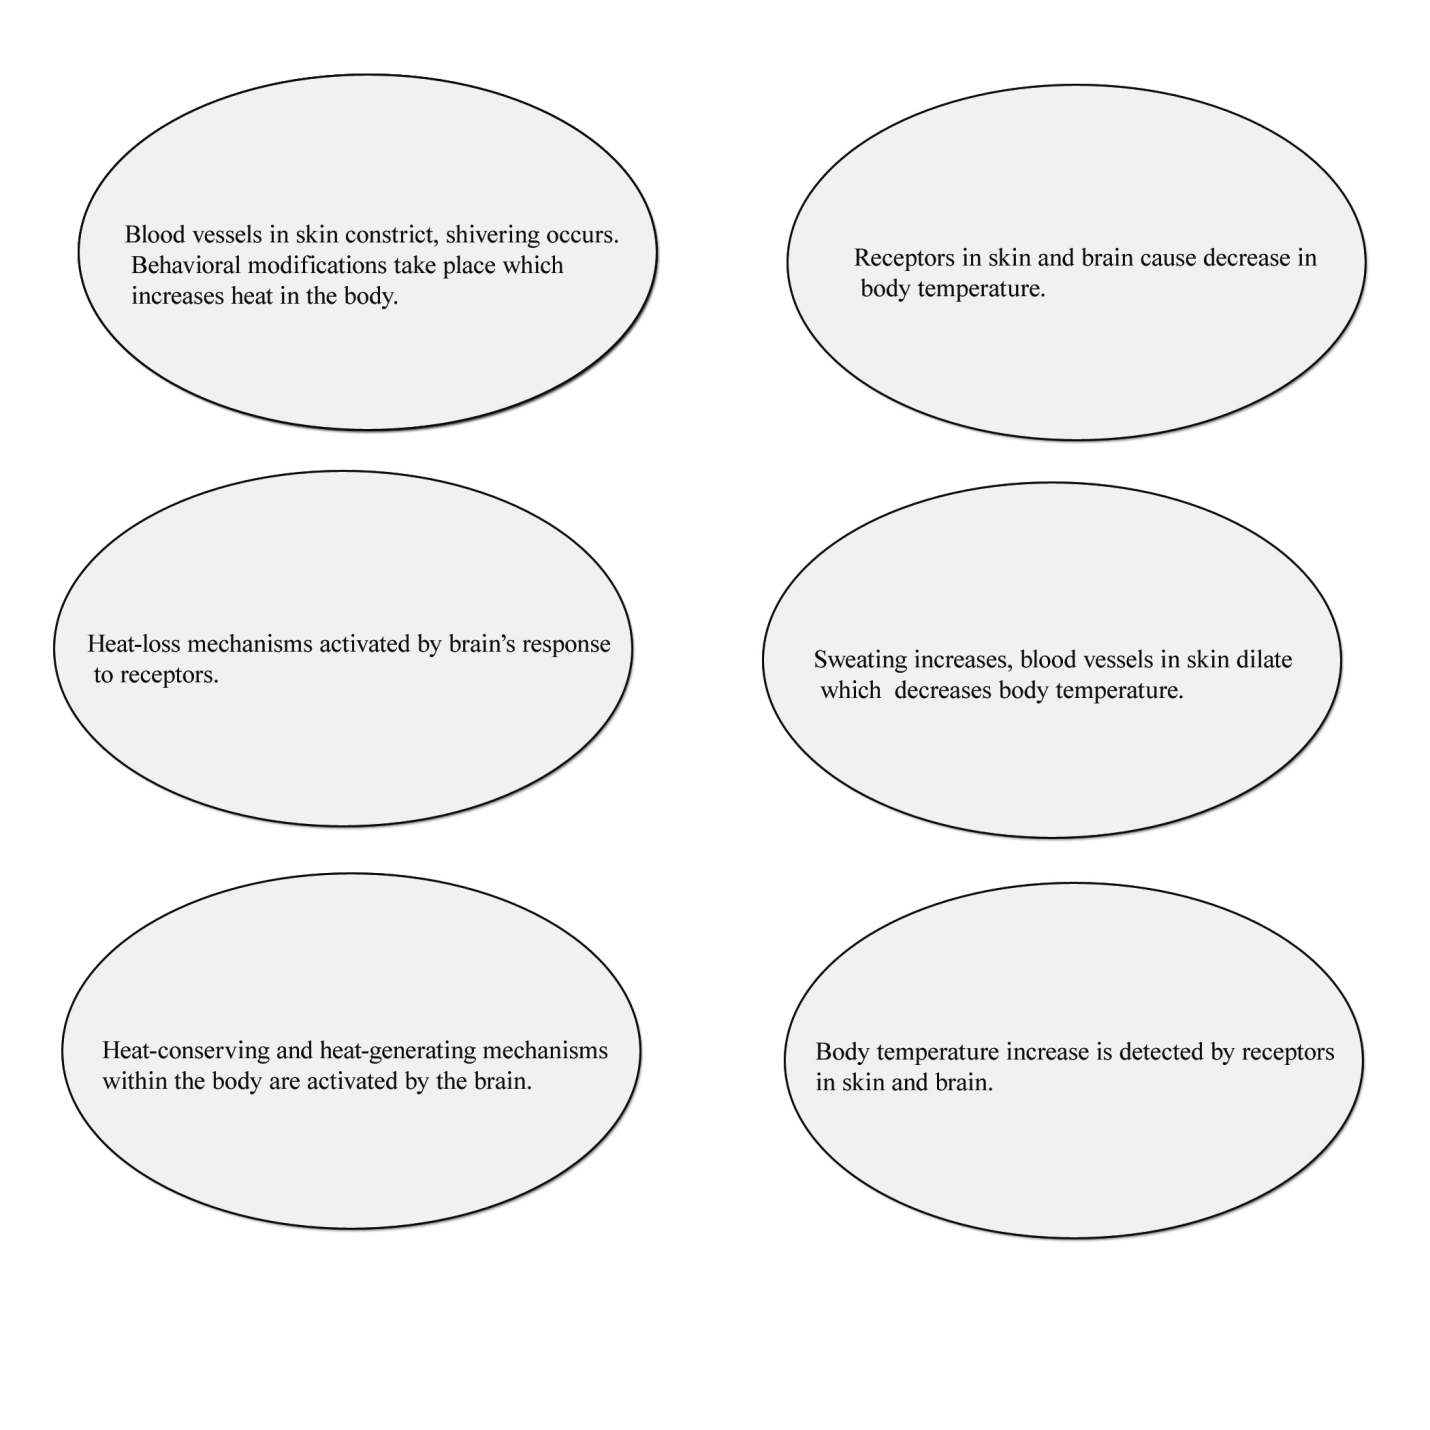 Blood vessels in skin constrict, shivering occurs.
Behavioral modifications take place which
increases heat in the body.
Receptors in skin and brain cause decrease in
body temperature.
Heat-loss mechanisms activated by brain’s response
to receptors.
Sweating increases, blood vessels in skin dilate
which  decreases body temperature.
Heat-conserving and heat-generating mechanisms
within the body are activated by the brain.
Body temperature increase is detected by receptors
in skin and brain.